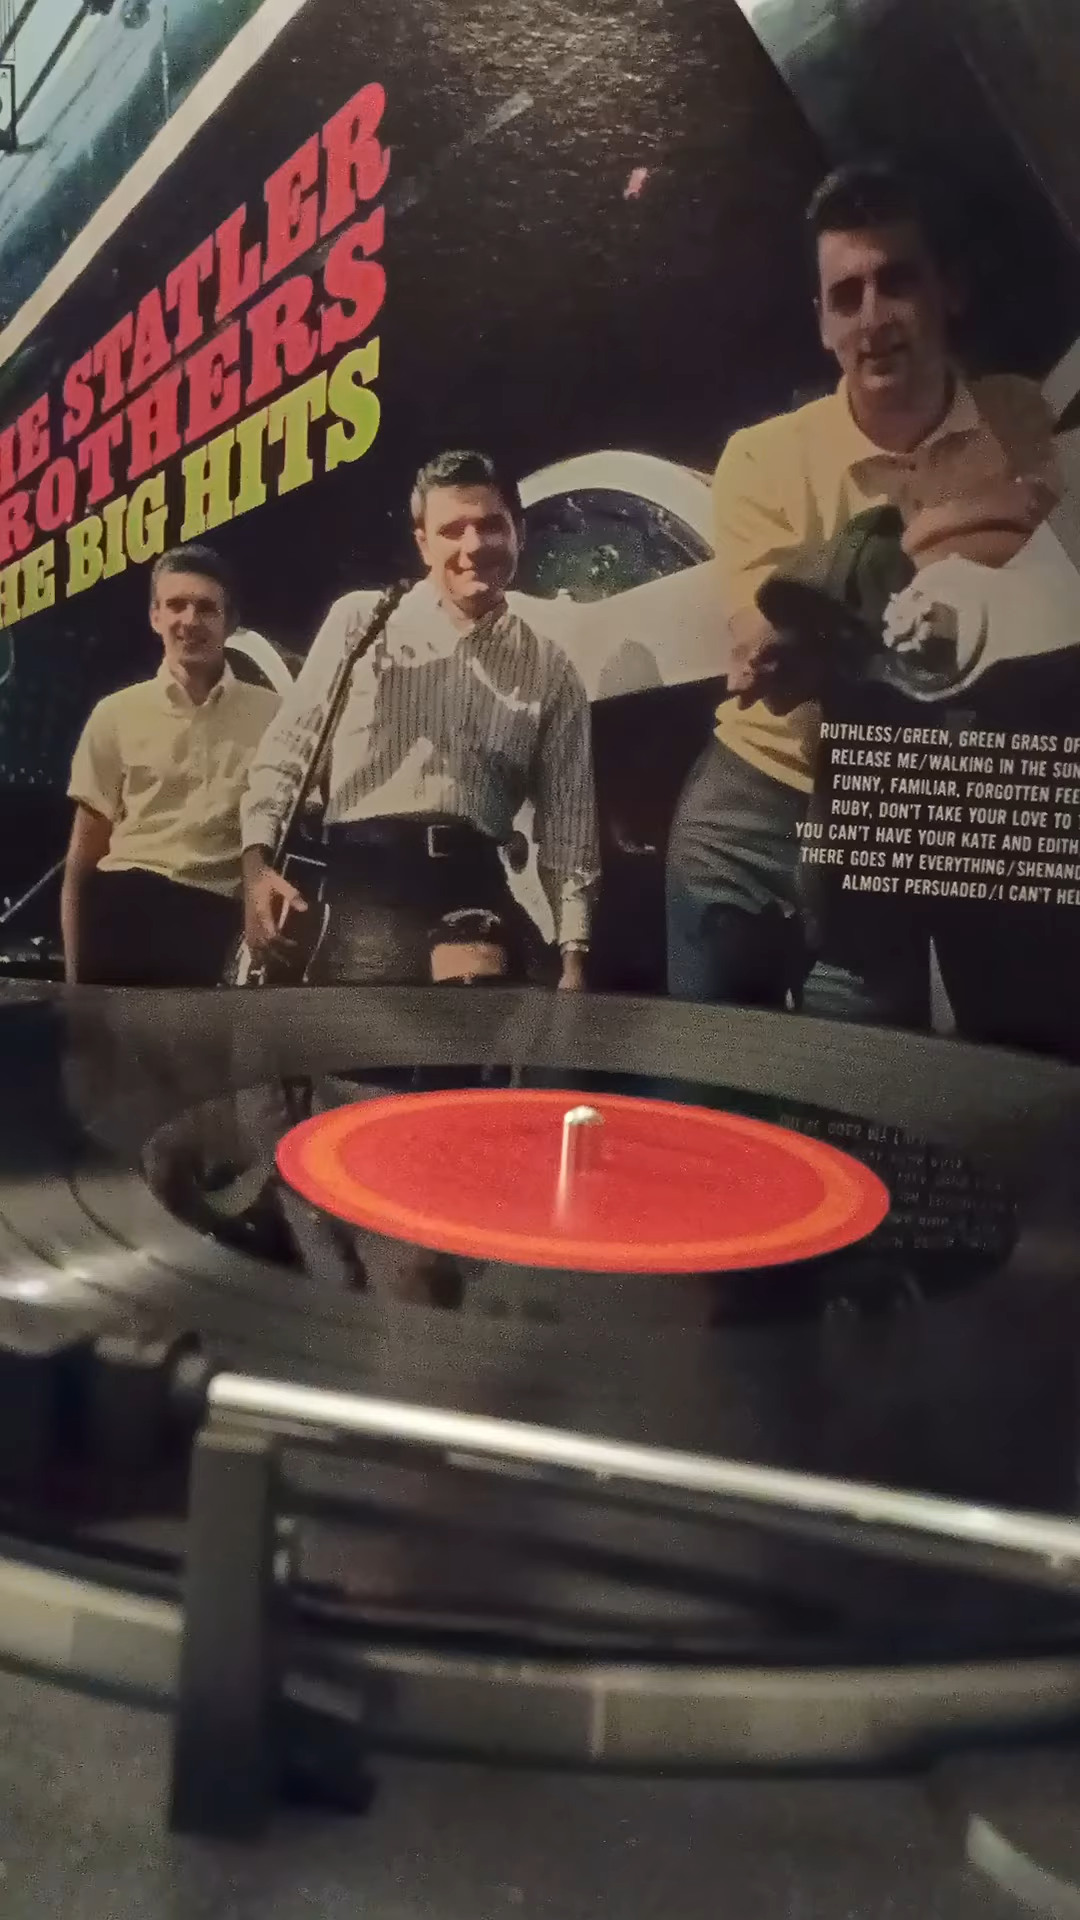 HE STATLER
ROTHERS
HE BIG HITS
RUTHLESS/GREEN, GREEN GRASS OF
RELEASE ME/WALKING IN THE SUN
FUNNY, FAMILIAR, FORGOTTEN FEE
RUBY, DON'T TAKE YOUR LOVE TO
YOU CAN'T HAVE YOUR KATE AND EDITH
THERE GOES MY EVERYTHING/SHENAND
ALMOST PERSUADED/I CAN'T HEL